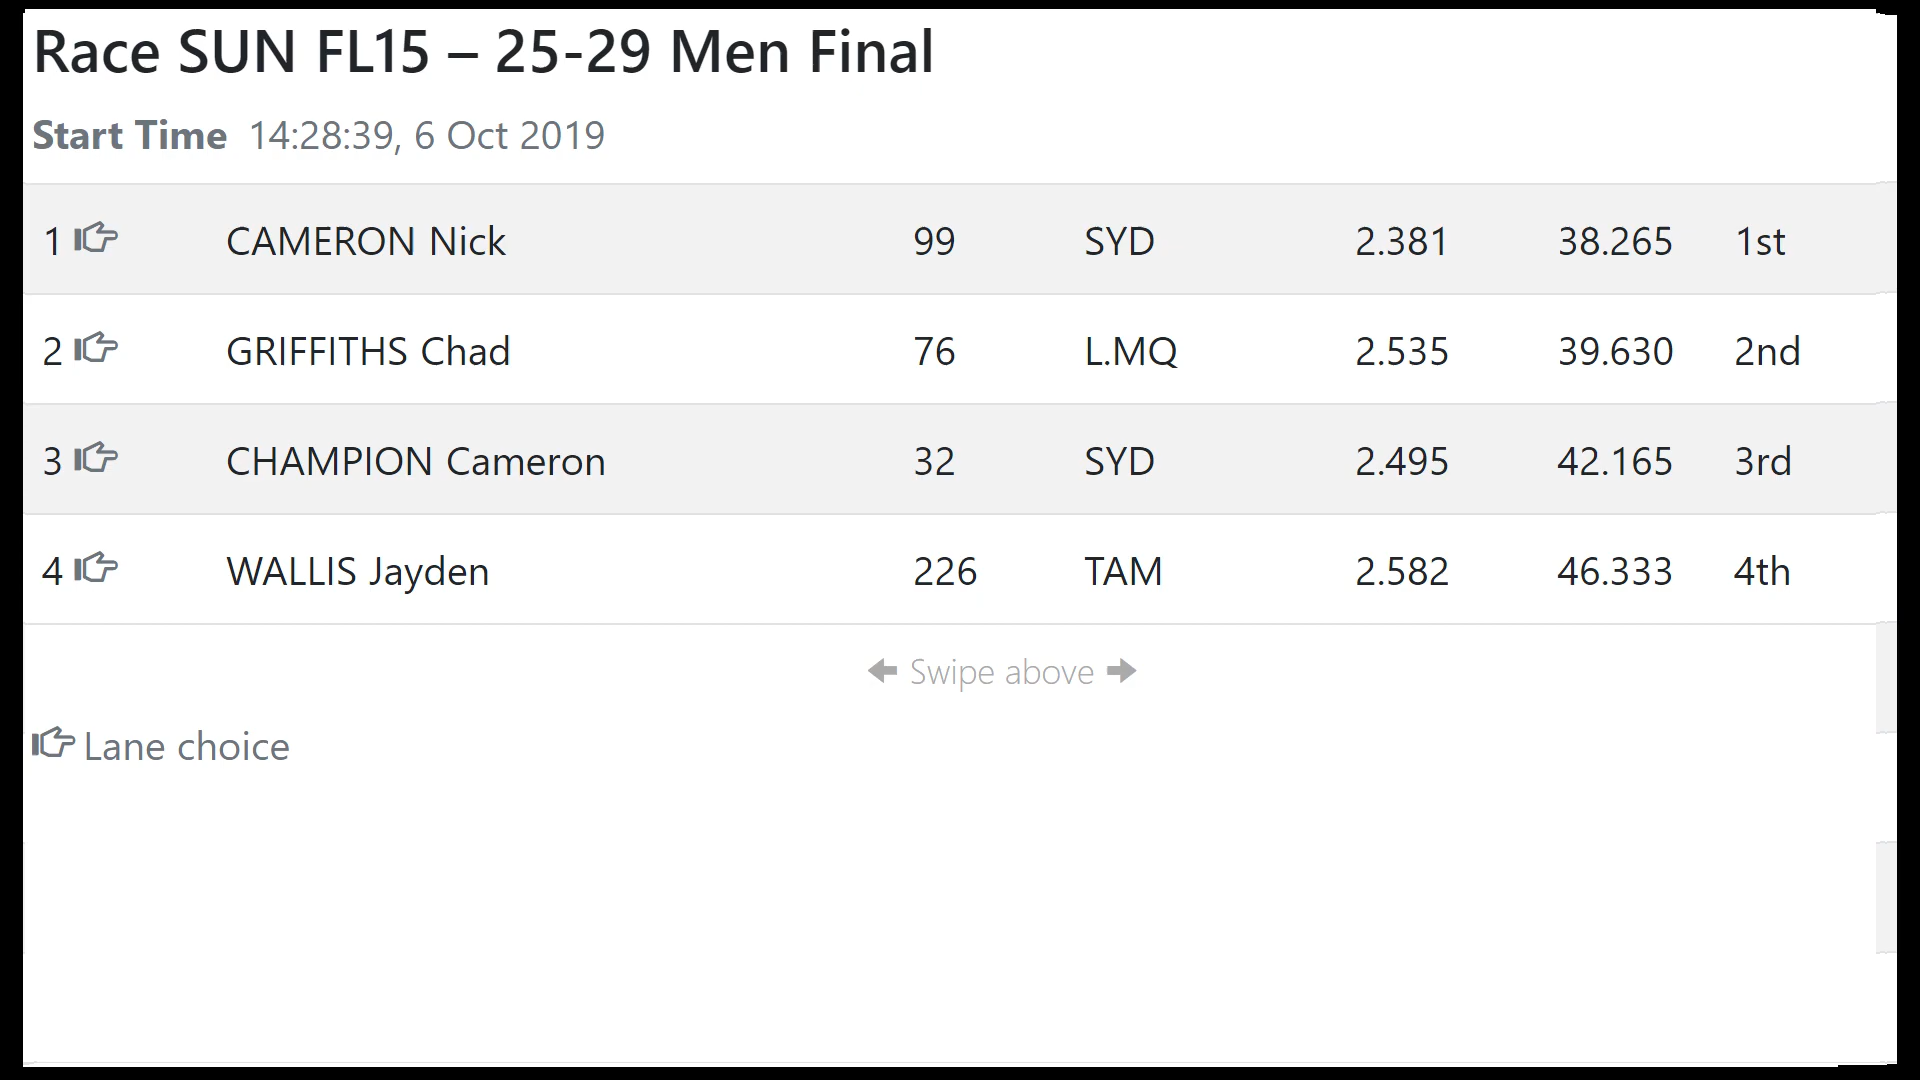 Race SUN FL15 – 25-29 Men Final
Start Time 14:28:39, 6 Oct 2019
1 CAMERON Nick 99 SYD 2.381 38.265 1st
2 GRIFFITHS Chad 76 L.MQ 2.535 39.630 2nd
3 CHAMPION Cameron 32 SYD 2.495 42.165 3rd
4 WALLIS Jayden 226 TAM 2.582 46.333 4th
Swipe above
Lane choice